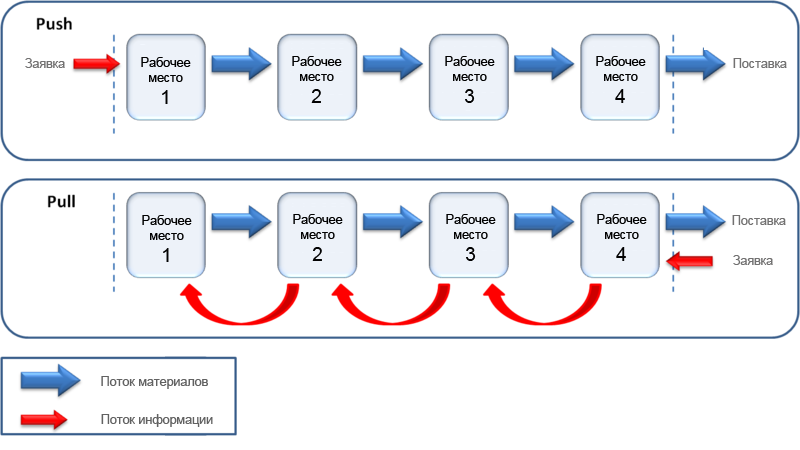 Push
Заявка
Рабочее
место
1
Рабочее
место
2
Рабочее
место
3
Рабочее
место
4
Поставка
Pull
Рабочее
место
1
Рабочее
место
2
Рабочее
место
3
Рабочее
место
4
Поставка
Заявка
Поток материалов
Поток информации